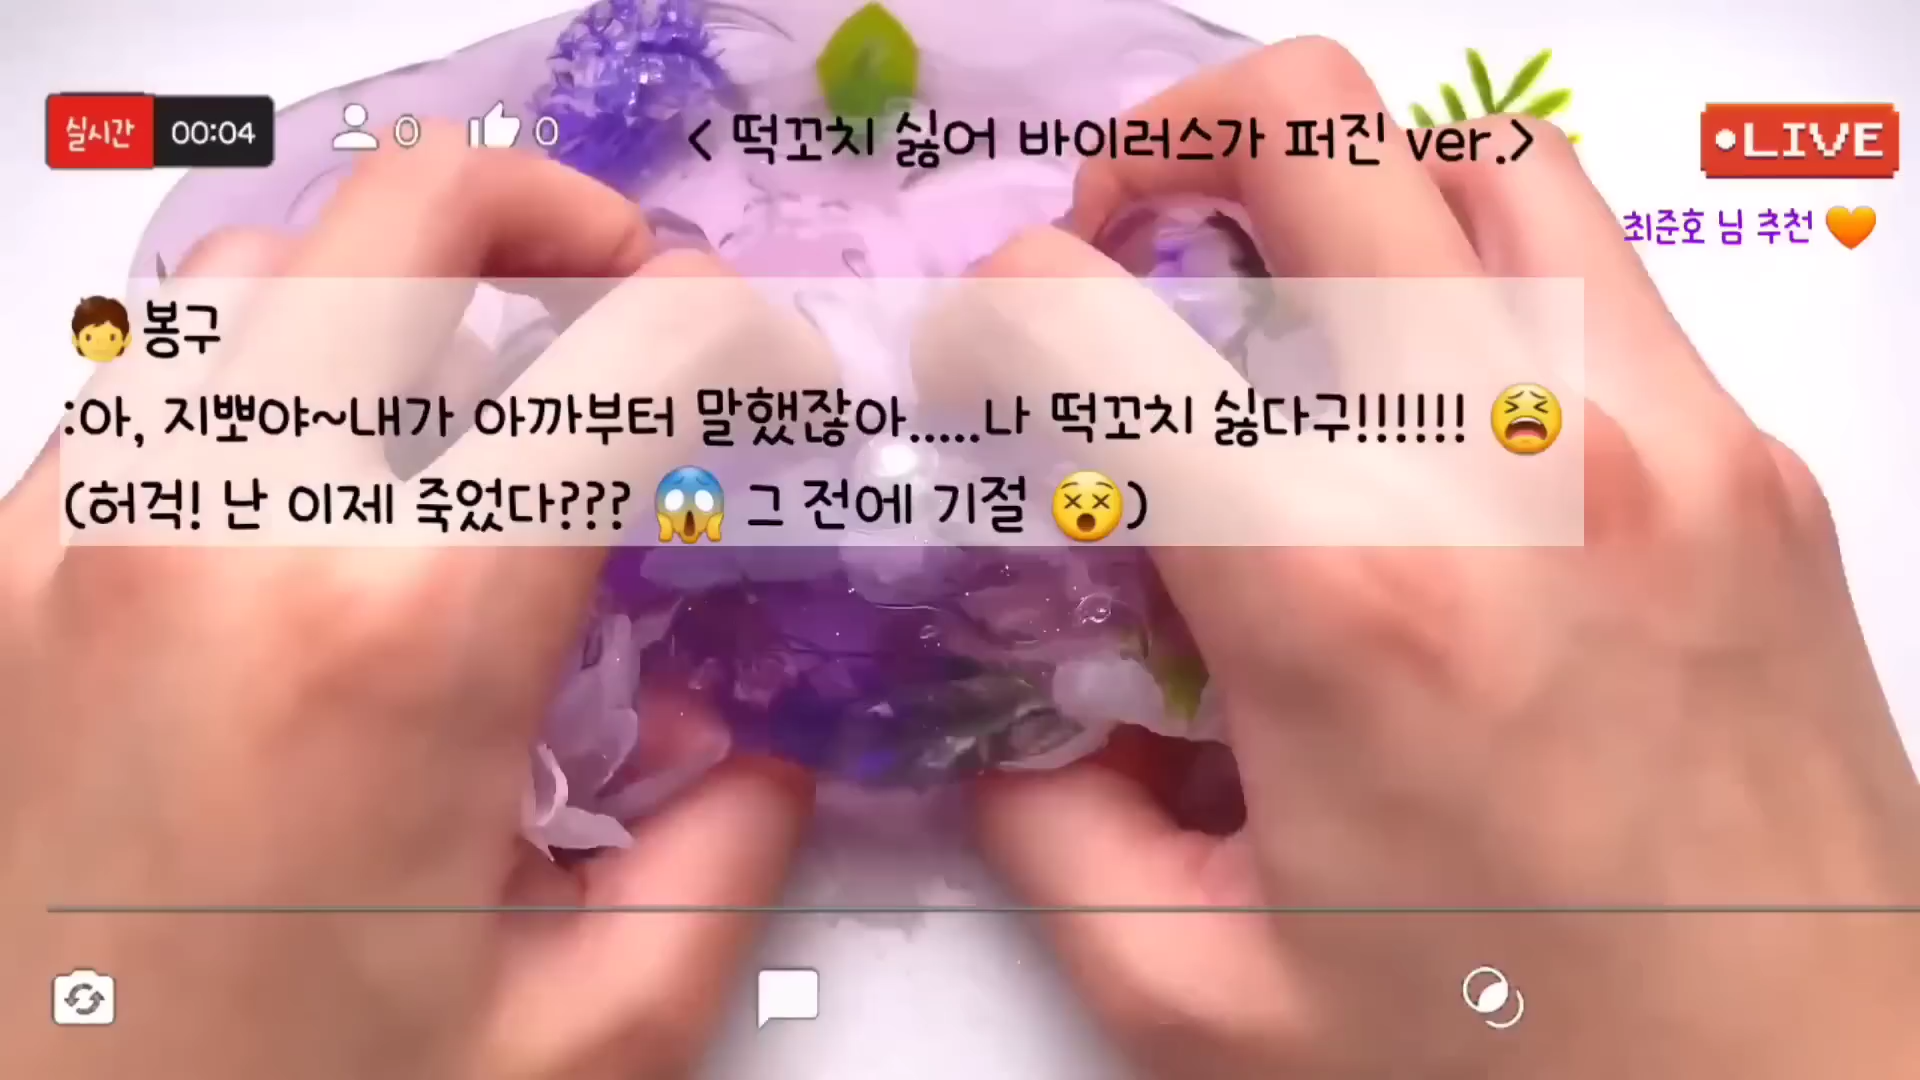 실시간 00:04 0 0 < 떡꼬치 싫어 바이러스가 퍼진 ver.> LIVE
최준호 님 추천 🧡
🧒봉구
:아, 지뽀야~내가 아까부터 말했잖아.....나 떡꼬치 싫다구!!!!!! 😫
(허걱! 난 이제 죽었다??? 😱 그 전에 기절 😵)